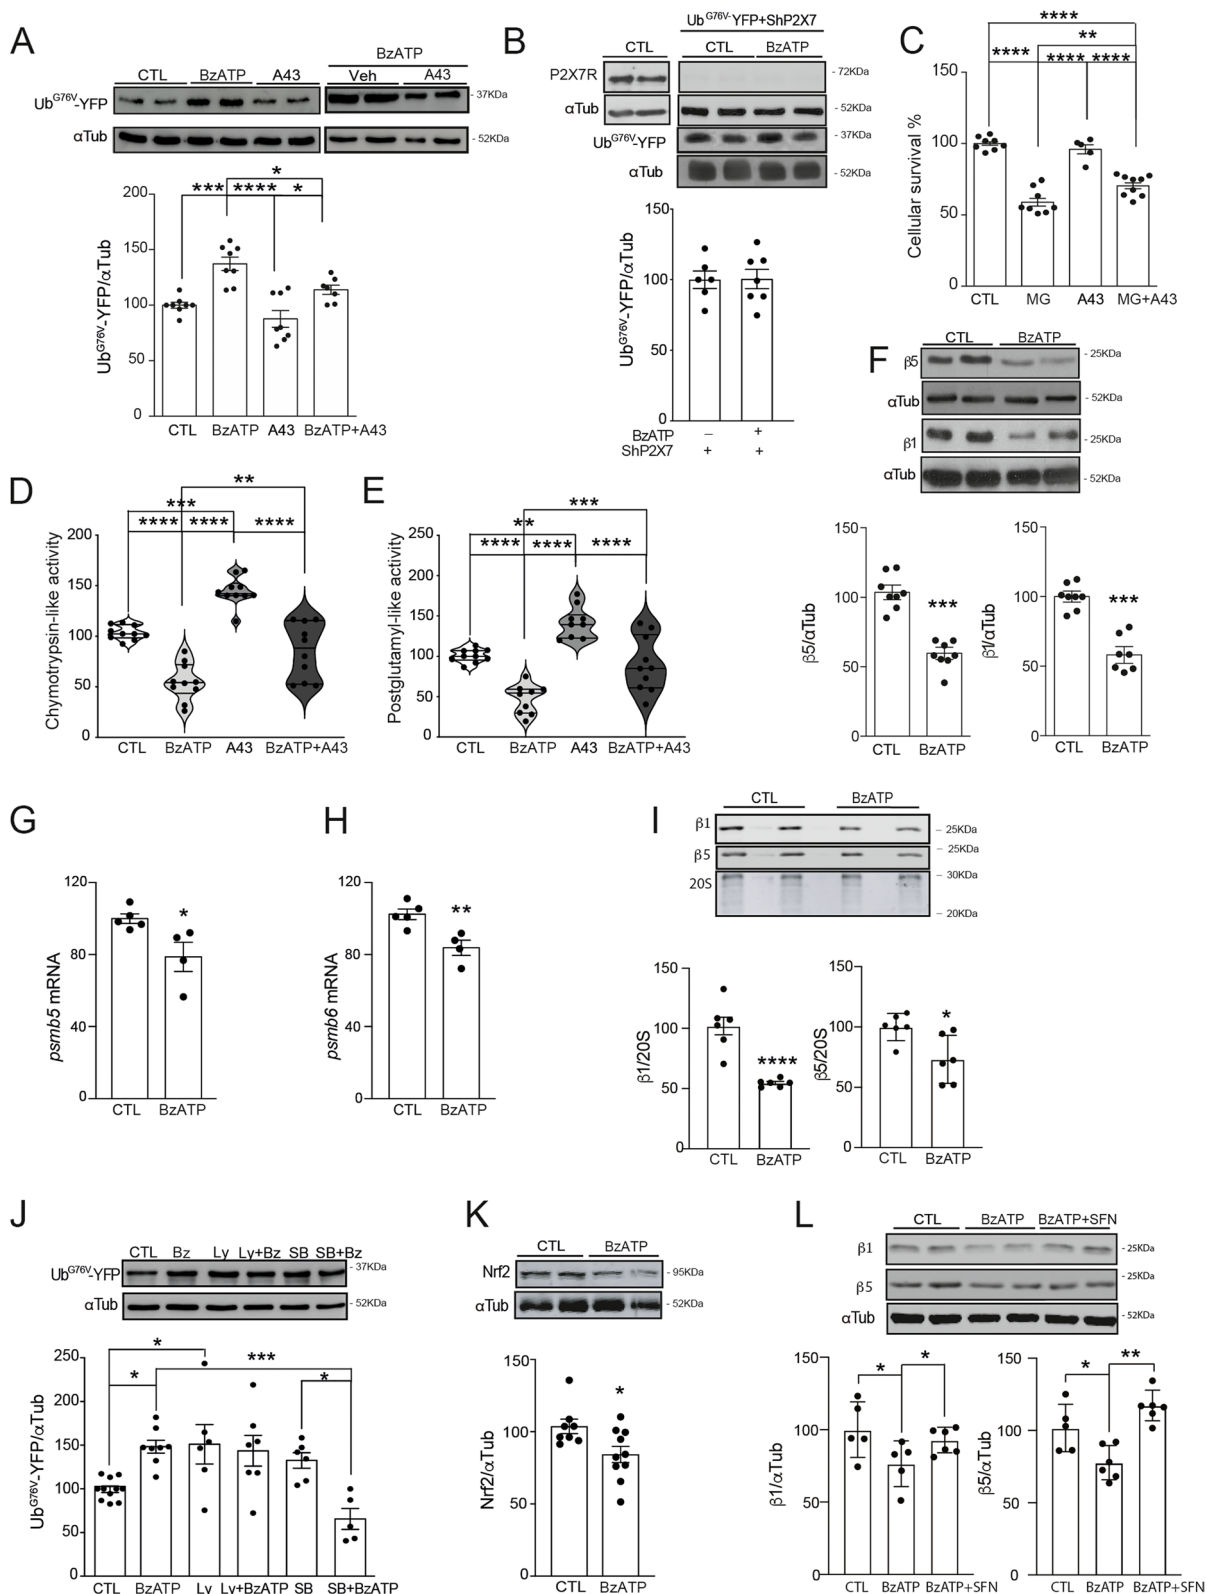 A
BzATP
CTL BzATP A43 Veh A43
Ub^G76V-YFP - 37KDa
αTub - 52KDa
*
*** **** *
200
150
100
50
0
Ub^G76V-YFP/αTub
CTL BzATP A43 BzATP+A43
B
Ub^G76V-YFP+ShP2X7
CTL CTL BzATP
P2X7R - 72KDa
αTub - 52KDa
Ub^G76V-YFP - 37KDa
αTub - 52KDa
150
100
50
0
Ub^G76V-YFP/αTub
BzATP – +
ShP2X7 + +
C
****
**
**** **** ****
150
100
50
0
Cellular survival %
CTL MG A43 MG+A43
D
**
***
**** **** ****
200
150
100
50
0
Chymotrypsin-like activity
CTL BzATP A43 BzATP+A43
E
***
**
**** **** ****
250
200
150
100
50
0
Postglutamyl-like activity
CTL BzATP A43 BzATP+A43
F
CTL BzATP
β5 - 25KDa
αTub - 52KDa
β1 - 25KDa
αTub - 52KDa
150
100
50
0
β5/αTub
***
CTL BzATP
150
100
50
0
β1/αTub
***
CTL BzATP
G
120
80
40
0
psmb5 mRNA
*
CTL BzATP
H
120
80
40
0
psmb6 mRNA
**
CTL BzATP
I
CTL BzATP
β1 – 25KDa
β5 – 25KDa
20S – 30KDa
– 20KDa
150
100
50
0
β1/20S
****
CTL BzATP
150
100
50
0
β5/20S
*
CTL BzATP
J
CTL Bz Ly Ly+Bz SB SB+Bz
Ub^G76V-YFP - 37KDa
αTub - 52KDa
*
* ***
*
250
200
150
100
50
0
Ub^G76V-YFP/αTub
CTL BzATP Ly Ly+BzATP SB SB+BzATP
K
CTL BzATP
Nrf2 - 95KDa
αTub - 52KDa
150
100
50
0
Nrf2/αTub
*
CTL BzATP
L
CTL BzATP BzATP+SFN
β1 - 25KDa
β5 - 25KDa
αTub - 52KDa
150
100
50
0
β1/αTub
* *
CTL BzATP BzATP+SFN
150
100
50
0
β5/αTub
* **
CTL BzATP BzATP+SFN